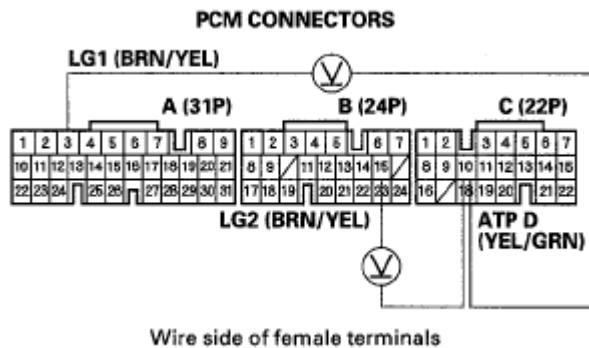 PCM CONNECTORS
LG1 (BRN/YEL)
V
A (31P) B (24P) C (22P)
1 2 3 4 5 6 7 8 9 1 2 3 4 5 6 7 1 2 3 4 5 6 7
10 11 12 13 14 15 16 17 18 19 20 21 8 9 11 12 13 14 15 8 9 10 11 12 13 14 15
22 23 24 25 26 27 28 29 30 31 17 18 19 20 21 22 23 24 16 18 19 20 21 22
LG2 (BRN/YEL) ATP D
(YEL/GRN)
V
Wire side of female terminals